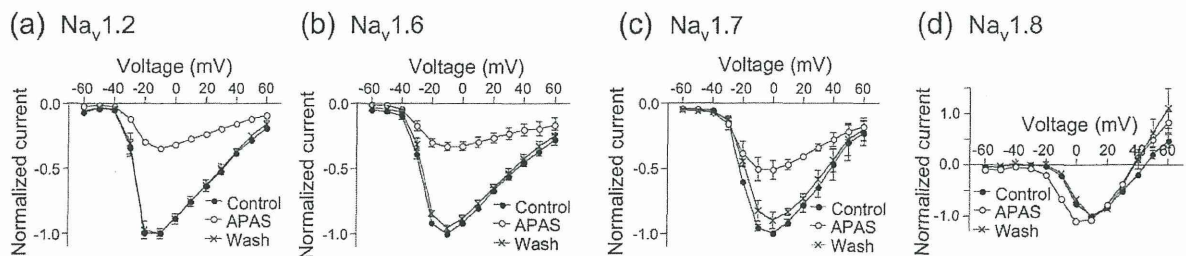 (a) Nav1.2
Voltage (mV)
-60 -40 -20 0 20 40 60
0.0
-0.5
-1.0
Normalized current
Control
APAS
Wash
(b) Nav1.6
Voltage (mV)
-60 -40 -20 0 20 40 60
0.0
-0.5
-1.0
Normalized current
Control
APAS
Wash
(c) Nav1.7
Voltage (mV)
-60 -40 -20 0 20 40 60
0.0
-0.5
-1.0
Normalized current
Control
APAS
Wash
(d) Nav1.8
1.0
Voltage (mV)
-60 -40 -20 0 20 40 60
0.0
-1.0
Normalized current
Control
APAS
Wash